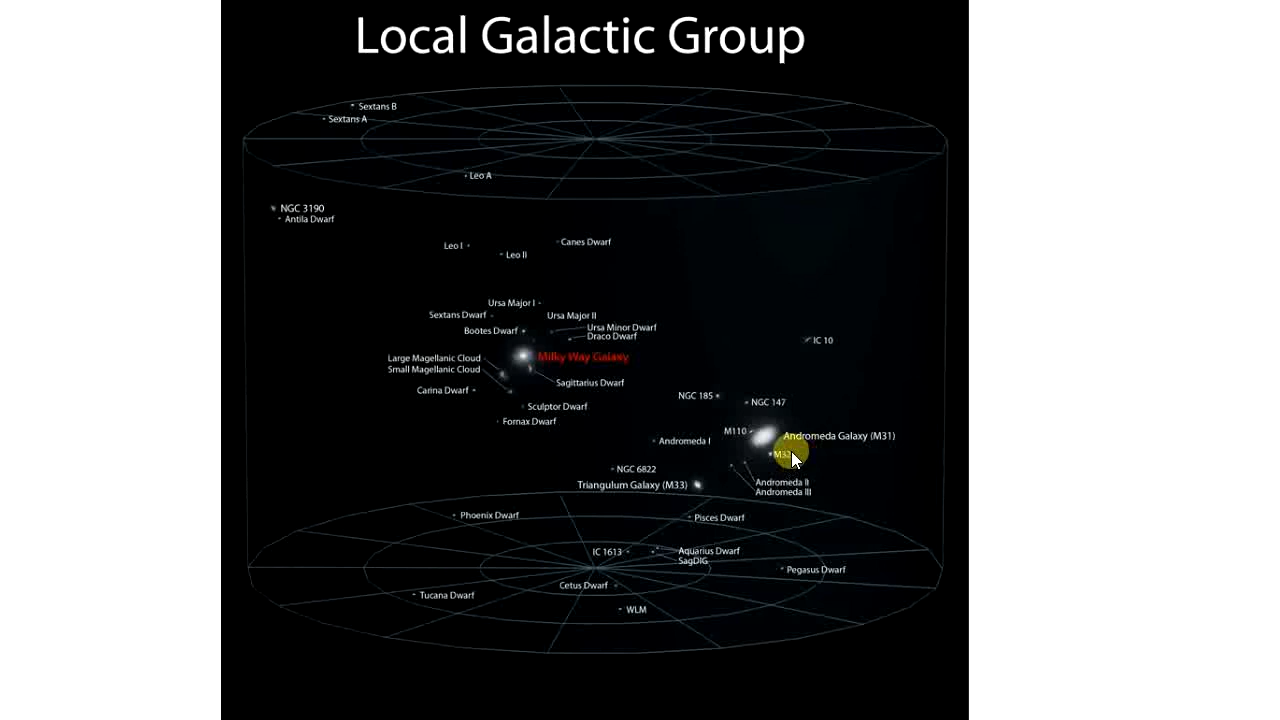 Local Galactic Group
Sextans B
Sextans A
Leo A
NGC 3190
Antila Dwarf
Canes Dwarf
Leo I
Leo II
Ursa Major I
Sextans Dwarf
Ursa Major II
Bootes Dwarf
Ursa Minor Dwarf
Draco Dwarf
IC 10
Milky Way Galaxy
Large Magellanic Cloud
Small Magellanic Cloud
Sagittarius Dwarf
Carina Dwarf
NGC 185
NGC 147
Sculptor Dwarf
Fornax Dwarf
M110
Andromeda Galaxy (M31)
Andromeda I
M32
NGC 6822
Triangulum Galaxy (M33)
Andromeda II
Andromeda III
Phoenix Dwarf
Pisces Dwarf
IC 1613
Aquarius Dwarf
SagDIG
Pegasus Dwarf
Cetus Dwarf
Tucana Dwarf
WLM